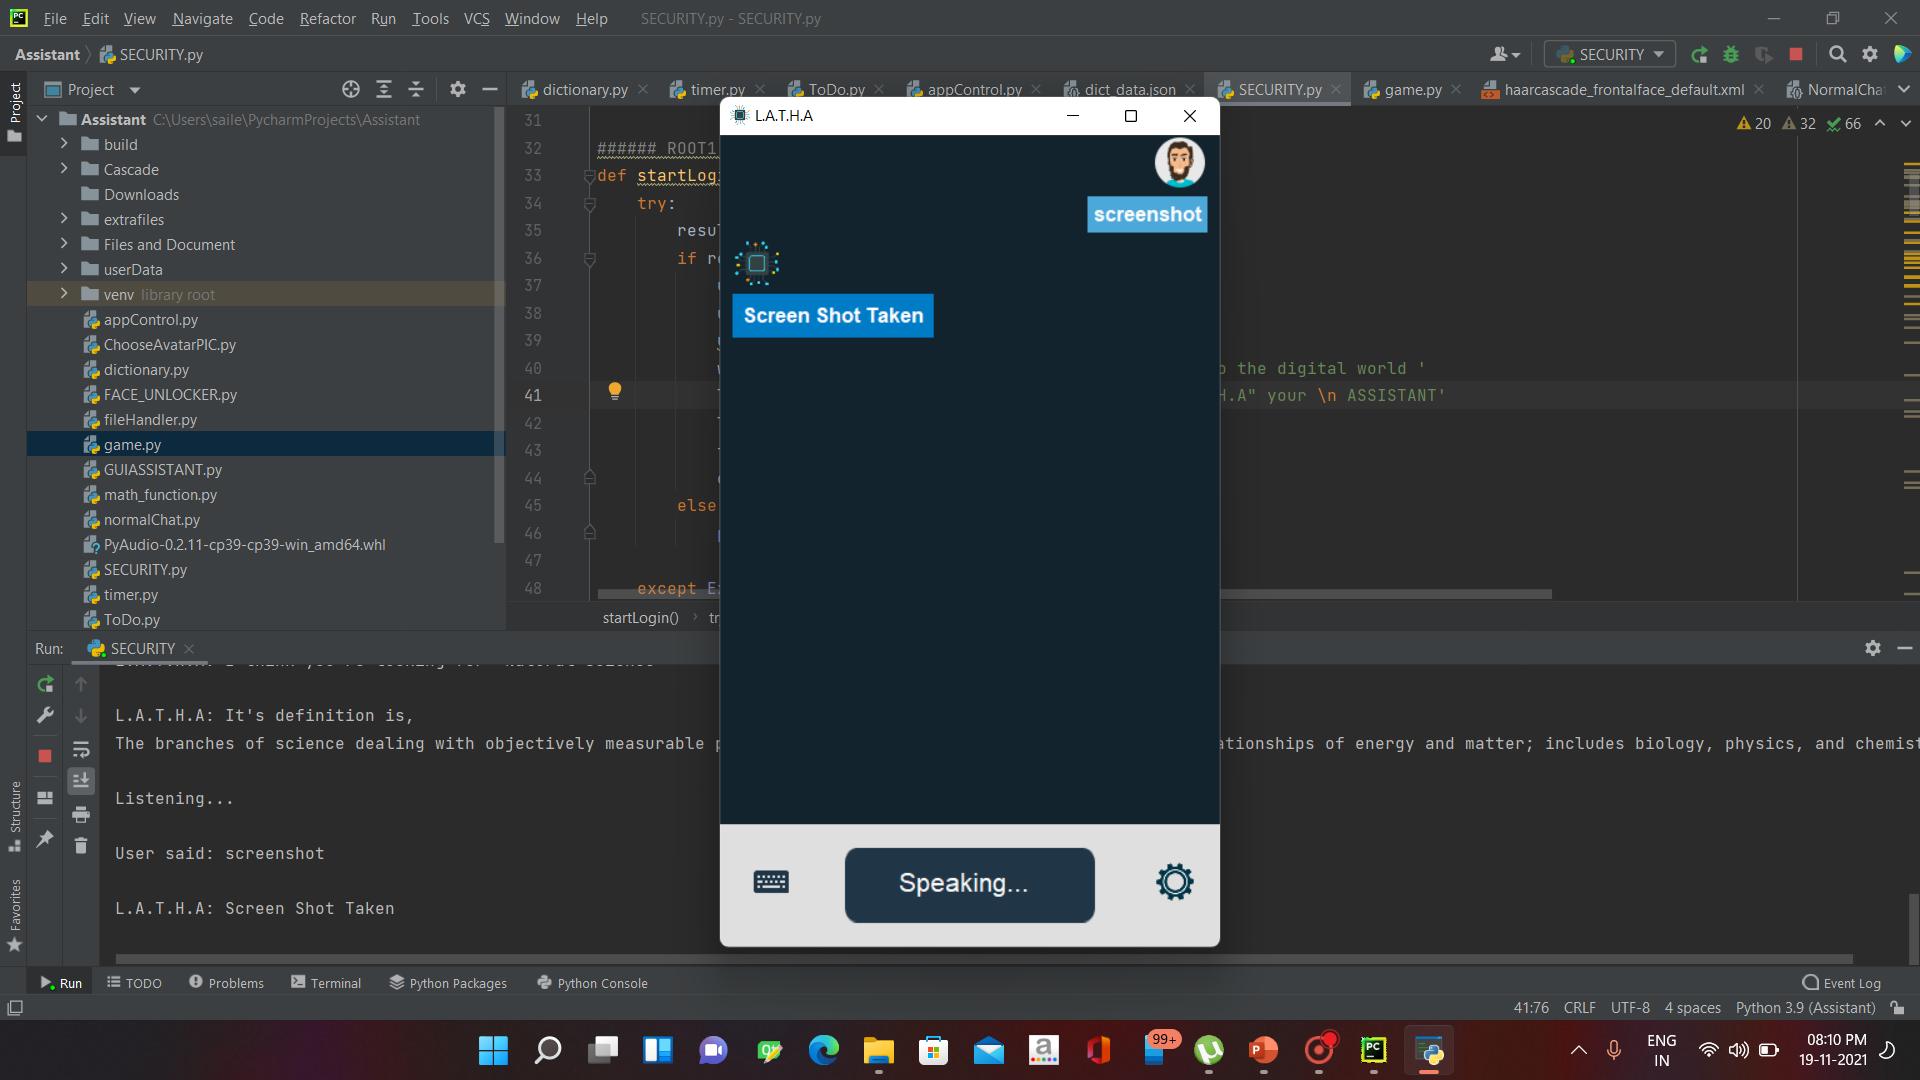 File Edit View Navigate Code Refactor Run Tools VCS Window Help SECURITY.py - SECURITY.py
Assistant SECURITY.py
SECURITY
Project
dictionary.py timer.py ToDo.py appControl.py dict_data.json SECURITY.py game.py haarcascade_frontalface_default.xml
Project
Assistant C:\Users\saile\PycharmProjects\Assistant
build
Cascade
Downloads
extrafiles
Files and Document
userData
venv library root
appControl.py
ChooseAvatarPIC.py
dictionary.py
FACE_UNLOCKER.py
fileHandler.py
game.py
GUIASSISTANT.py
math_function.py
normalChat.py
PyAudio-0.2.11-cp39-cp39-win_amd64.whl
SECURITY.py
timer.py
ToDo.py
20 32 66
31
32 ###### ROOT1
33 def
34 try:
35
36 if
37
38
39
40 the digital world '
41 your \n ASSISTANT'
42
43
44
45 else
46
47
48 except
startLogin()
L.A.T.H.A
screenshot
Screen Shot Taken
Speaking...
Run: SECURITY
L.A.T.H.A: It's definition is,
The branches of science dealing with objectively measurable of energy and matter; includes biology, physics, and
Listening...
User said: screenshot
L.A.T.H.A: Screen Shot Taken
Structure
Favorites
Run TODO Problems Terminal Python Packages Python Console Event Log
41:76 CRLF UTF-8 4 spaces Python 3.9 (Assistant)
99+
ENG
IN
08:10 PM
19-11-2021